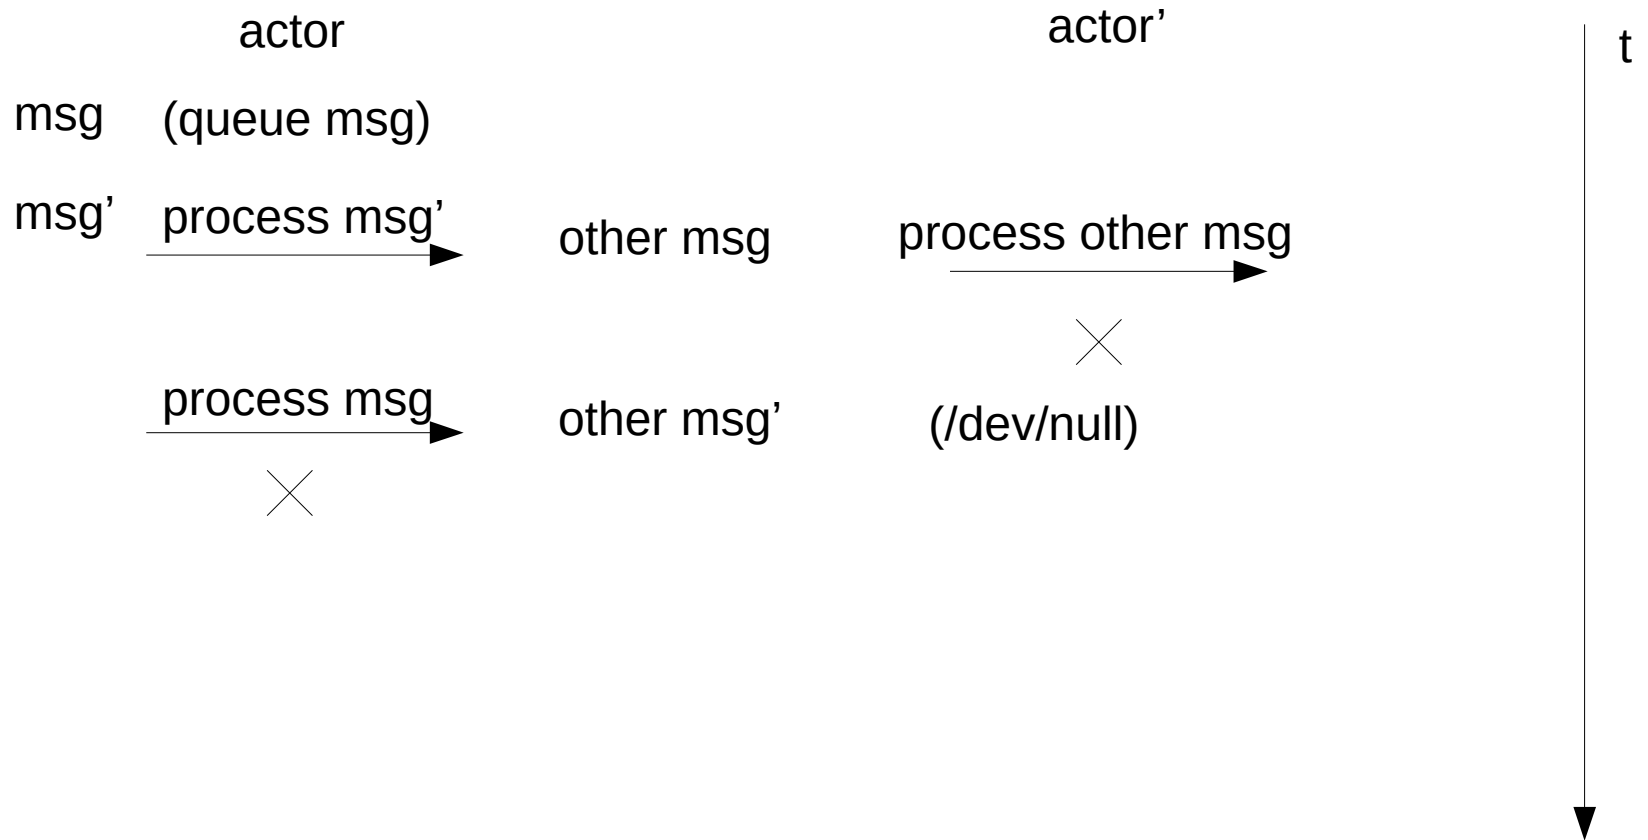 actor
actor’
t
msg
(queue msg)
msg’
process msg’
other msg
process other msg
process msg
other msg’
(/dev/null)